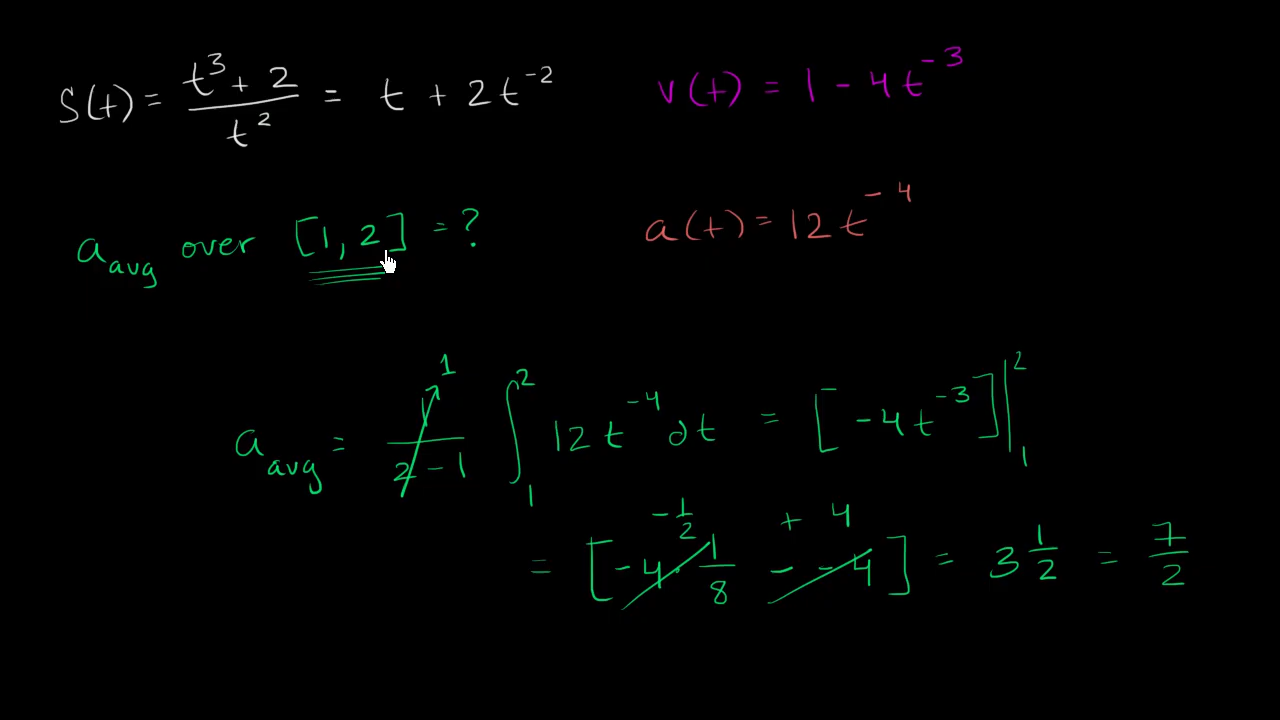 S(t) = (t³ + 2)/t² = t + 2t⁻²
v(t) = 1 - 4t⁻³
a_avg over [1, 2] = ?
a(t) = 12t⁻⁴
a_avg = 1/(2 - 1) ∫₁² 12t⁻⁴ ∂t = [-4t⁻³]|₁²
-1/2 + 4
= [-4 · 1/8 - -4] = 3 1/2 = 7/2